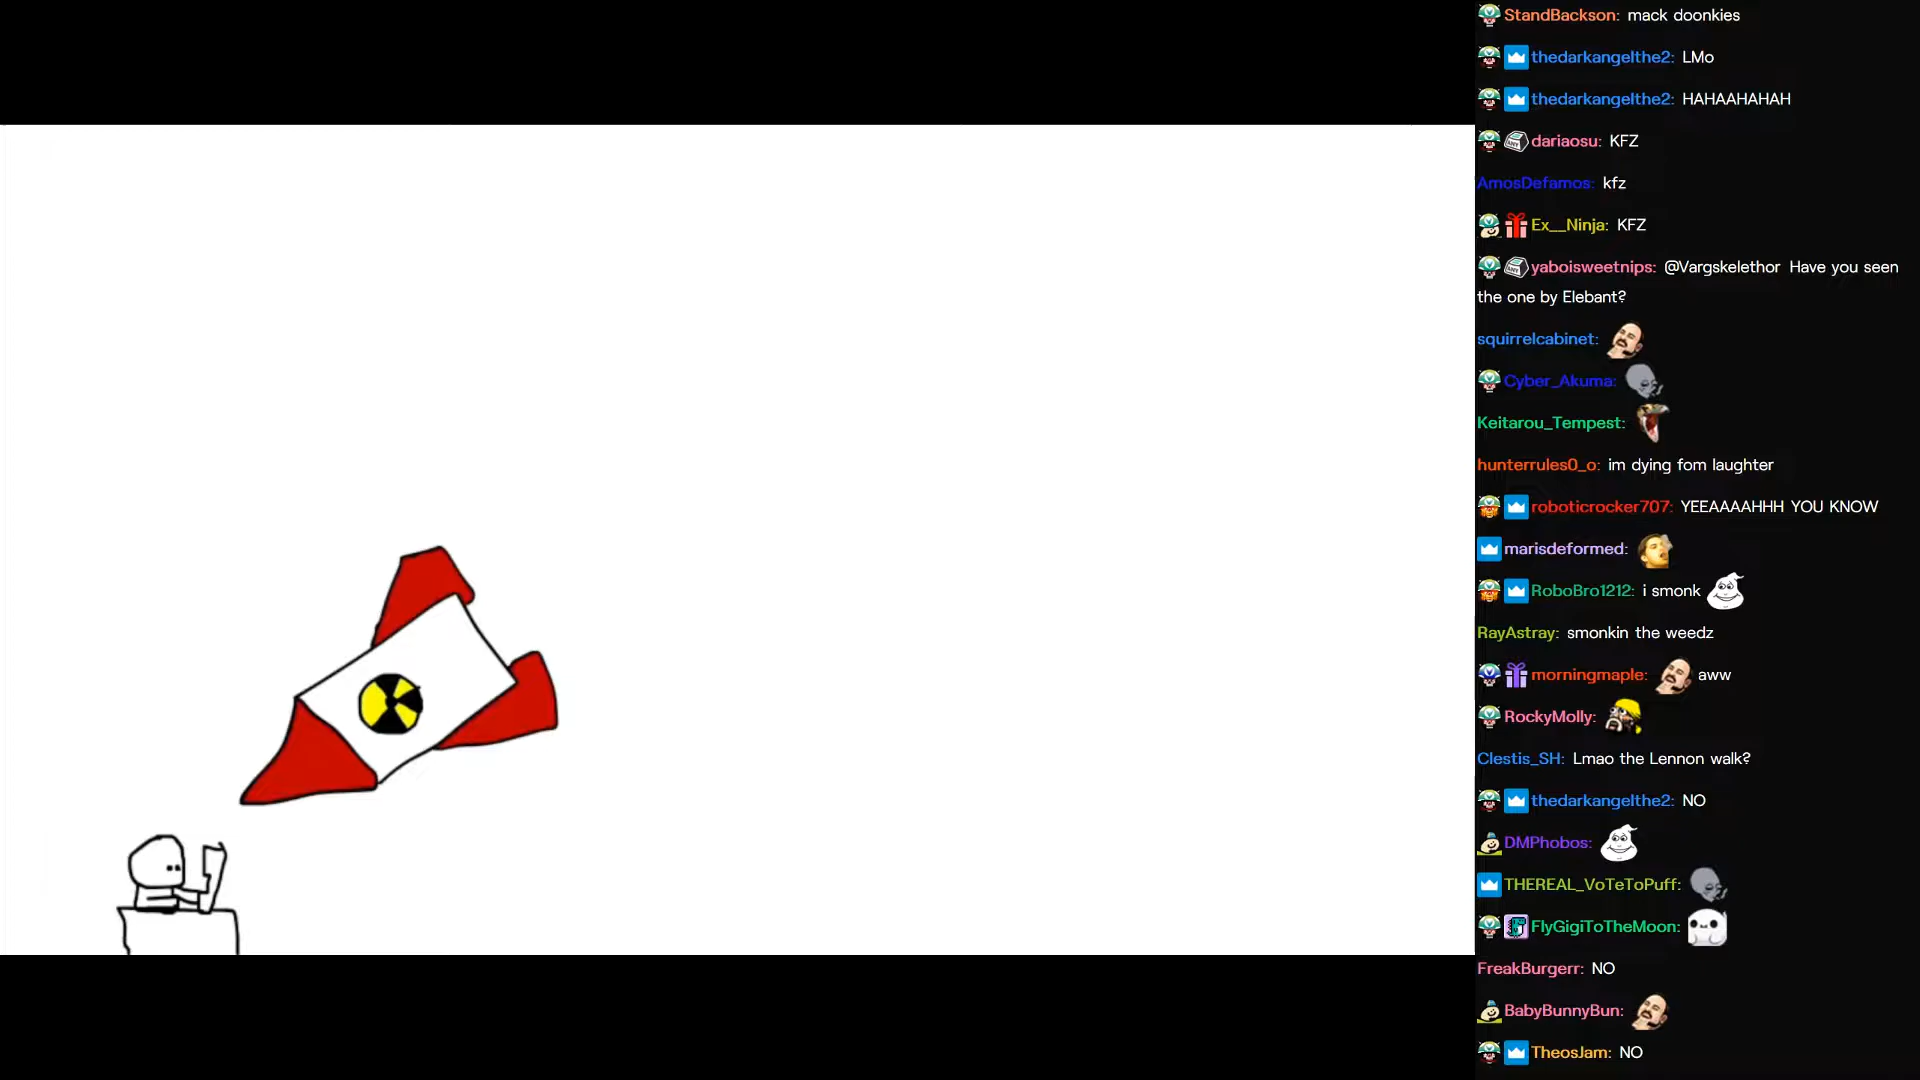 StandBackson: mack doonkies
thedarkangelthe2: LMo
thedarkangelthe2: HAHAAHAHAH
dariaosu: KFZ
AmosDefamos: kfz
Ex__Ninja: KFZ
yaboisweetnips: @Vargskelethor Have you seen
the one by Elebant?
squirrelcabinet:
Cyber_Akuma:
Keitarou_Tempest:
hunterrules0_o: im dying fom laughter
roboticrocker707: YEEAAAAHHH YOU KNOW
marisdeformed:
RoboBro1212: i smonk
RayAstray: smonkin the weedz
morningmaple: aww
RockyMolly:
Clestis_SH: Lmao the Lennon walk?
thedarkangelthe2: NO
DMPhobos:
THEREAL_VoTeToPuff:
FlyGigiToTheMoon:
FreakBurgerr: NO
BabyBunnyBun:
TheosJam: NO